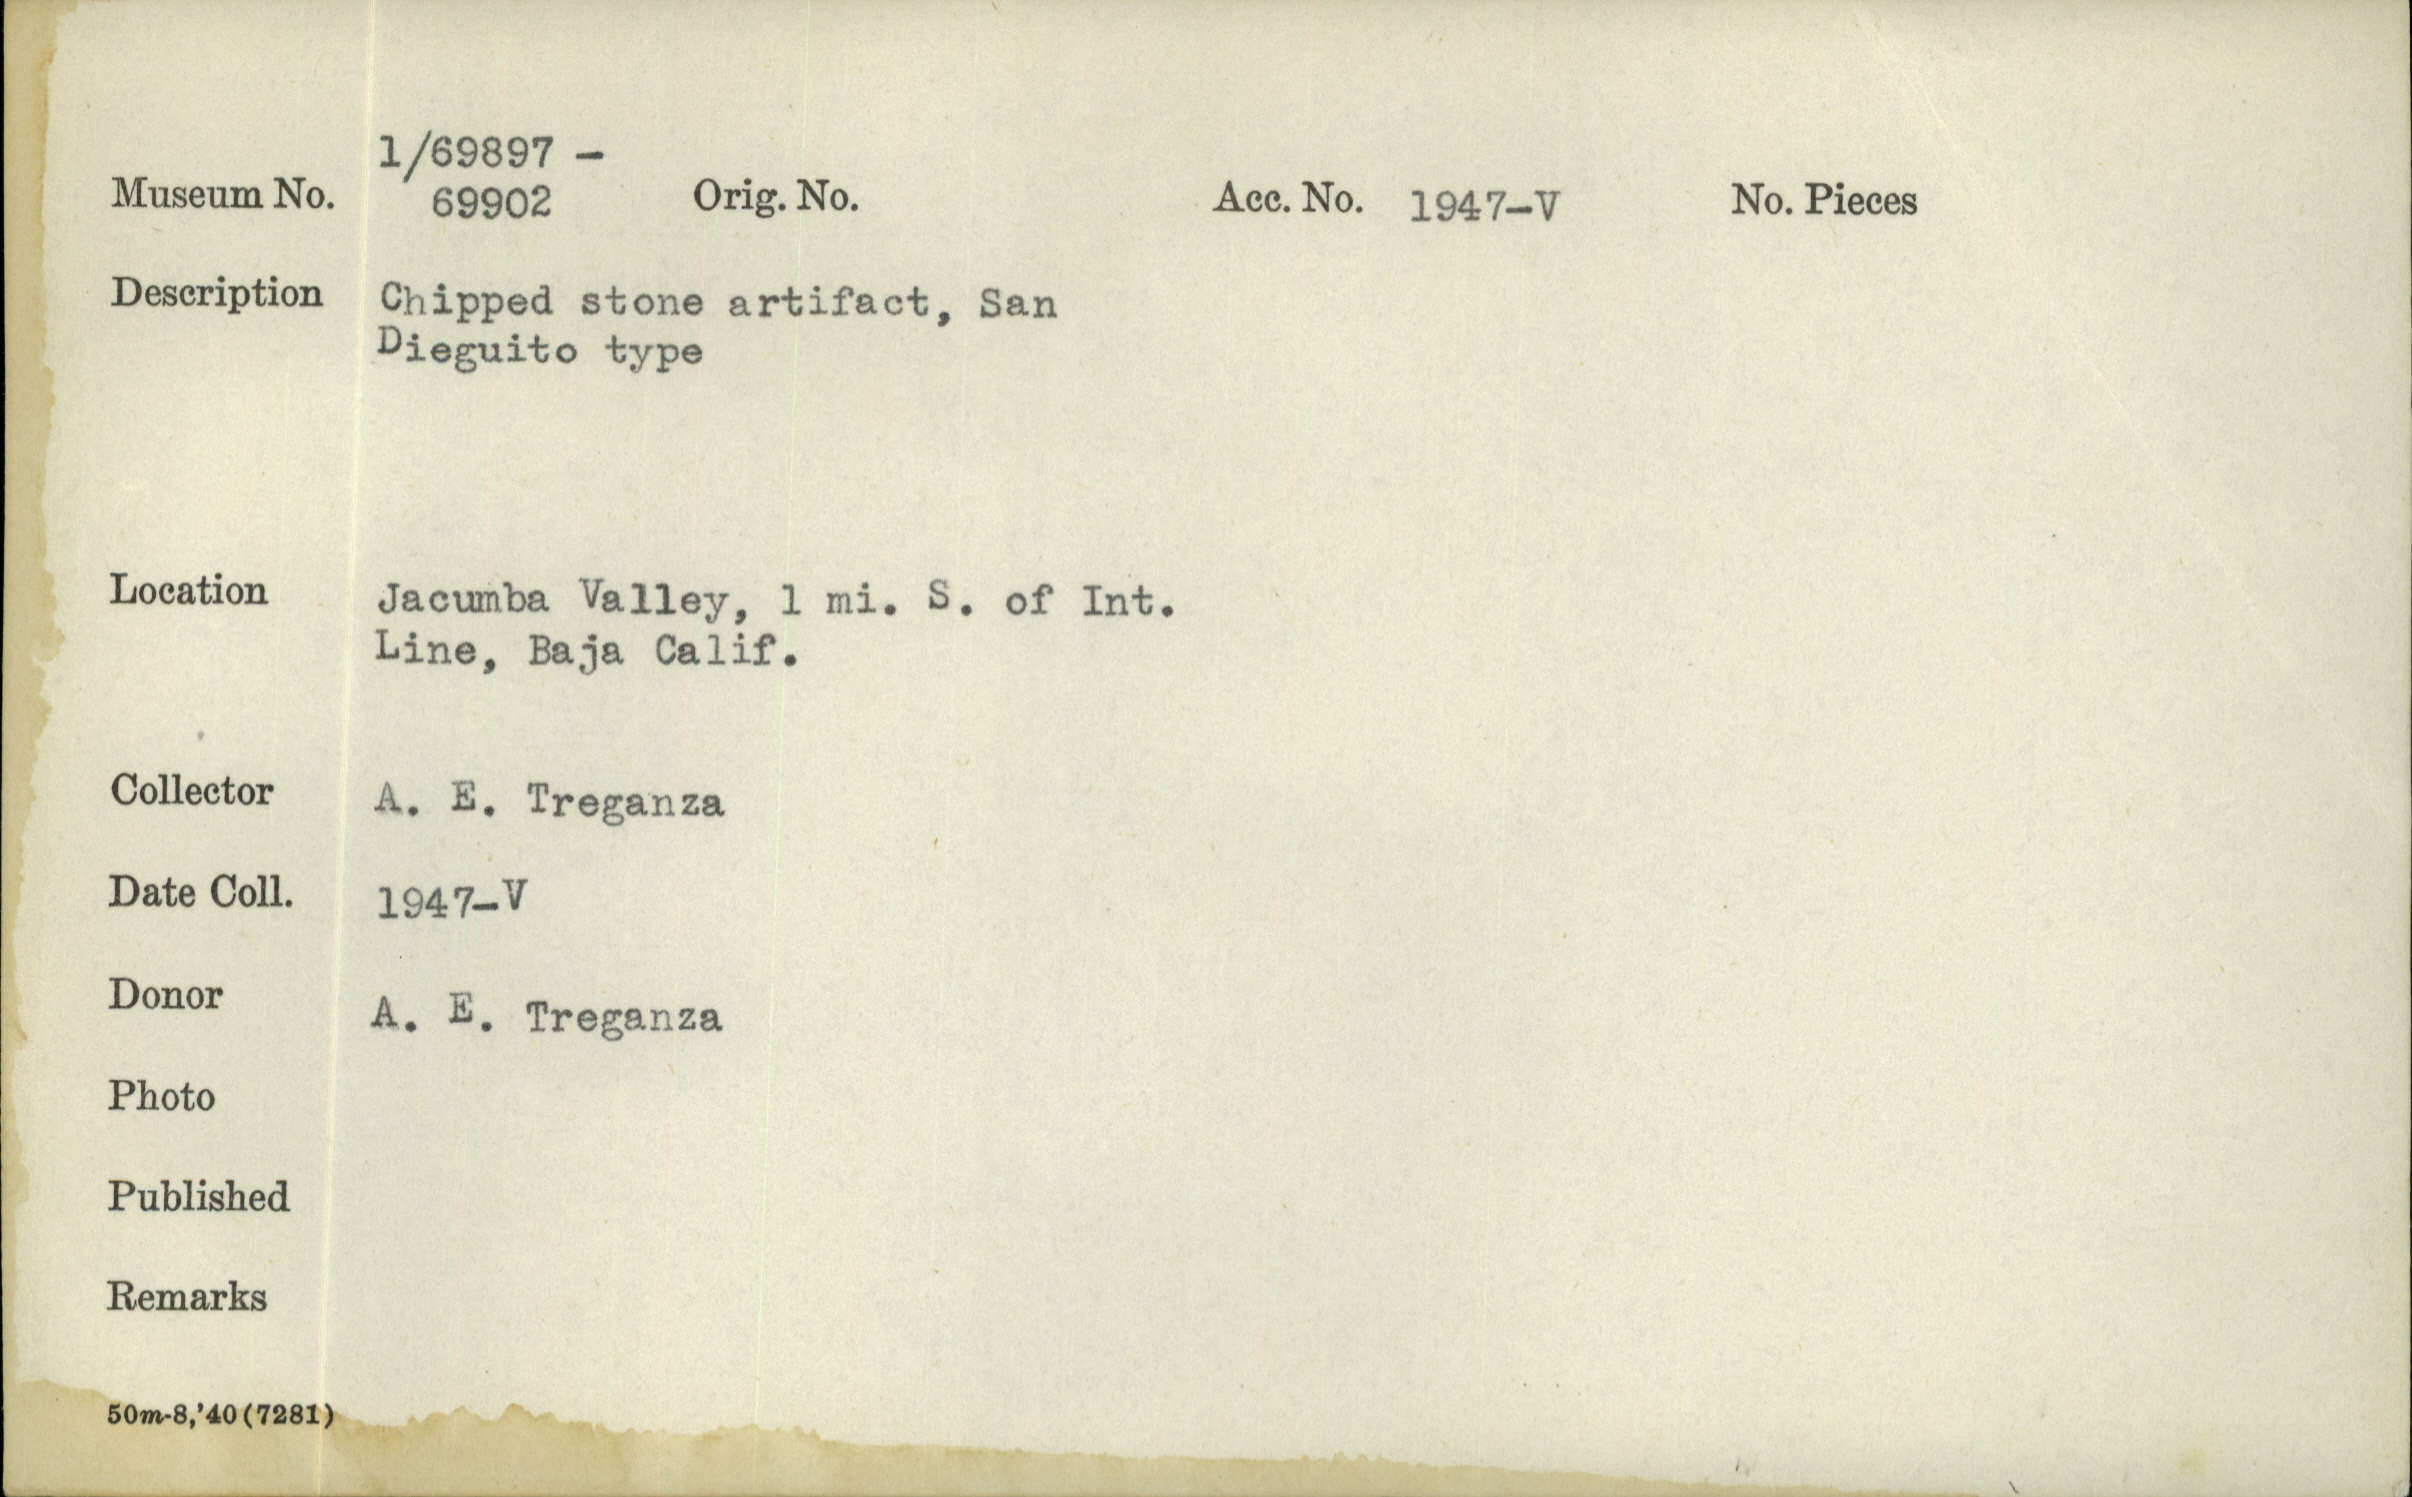 1/69897 -
Museum No. 69902 Orig. No. Acc. No. 1947-V No. Pieces
Description Chipped stone artifact, San
Dieguito type
Location Jacumba Valley, 1 mi. S. of Int.
Line, Baja Calif.
Collector A. E. Treganza
Date Coll. 1947-V
Donor A. E. Treganza
Photo
Published
Remarks
50m-8,'40(7281)